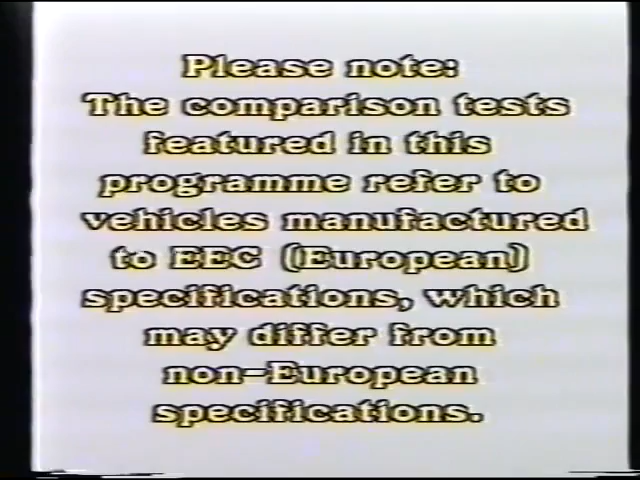 Please note:
The comparison tests
featured in this
programme refer to
vehicles manufactured
to EEC (European)
specifications, which
may differ from
non-European
specifications.